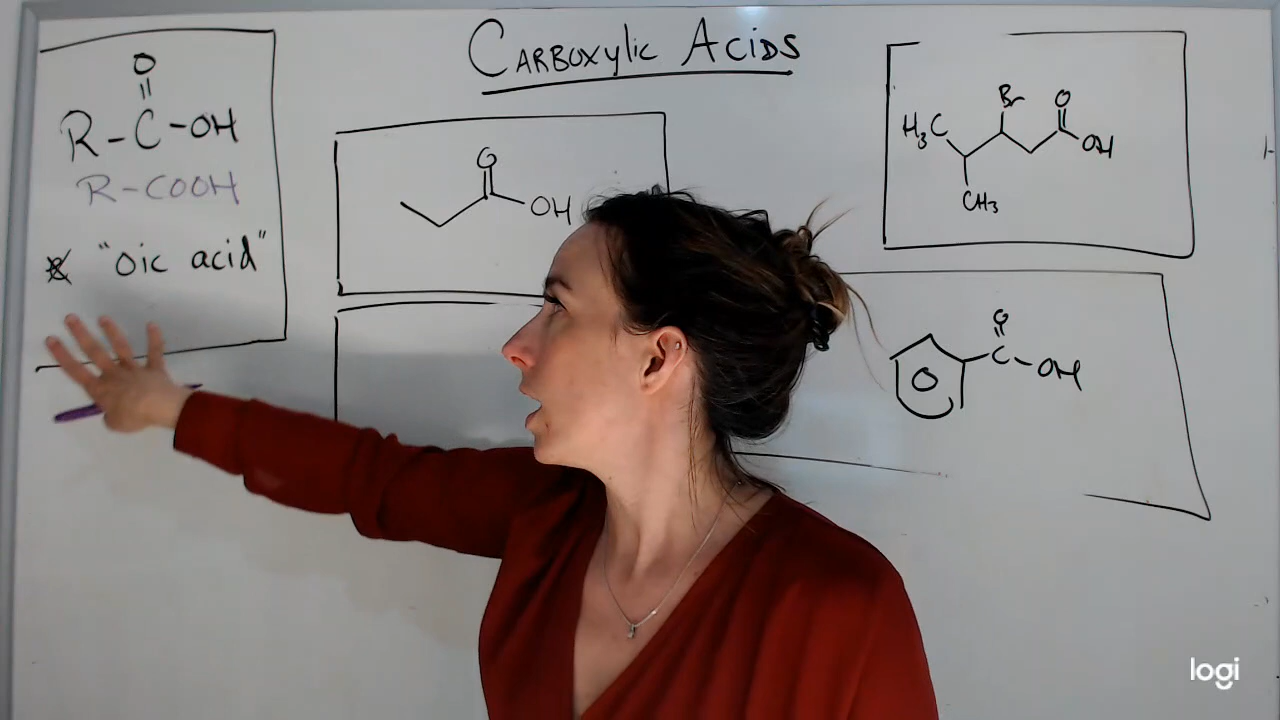 CARBOXYlic ACIDS
O
R-C-OH
R-COOH
* "oic acid"
O
OH
Br
O
H₃C
OH
CH₃
O
C-OH
logi